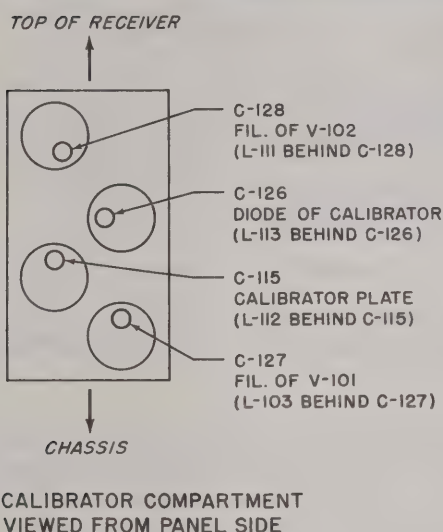 TOP OF RECEIVER
C-128
FIL. OF V-102
(L-111 BEHIND C-128)
C-126
DIODE OF CALIBRATOR
(L-113 BEHIND C-126)
C-115
CALIBRATOR PLATE
(L-112 BEHIND C-115)
C-127
FIL. OF V-101
(L-103 BEHIND C-127)
CHASSIS
CALIBRATOR COMPARTMENT
VIEWED FROM PANEL SIDE